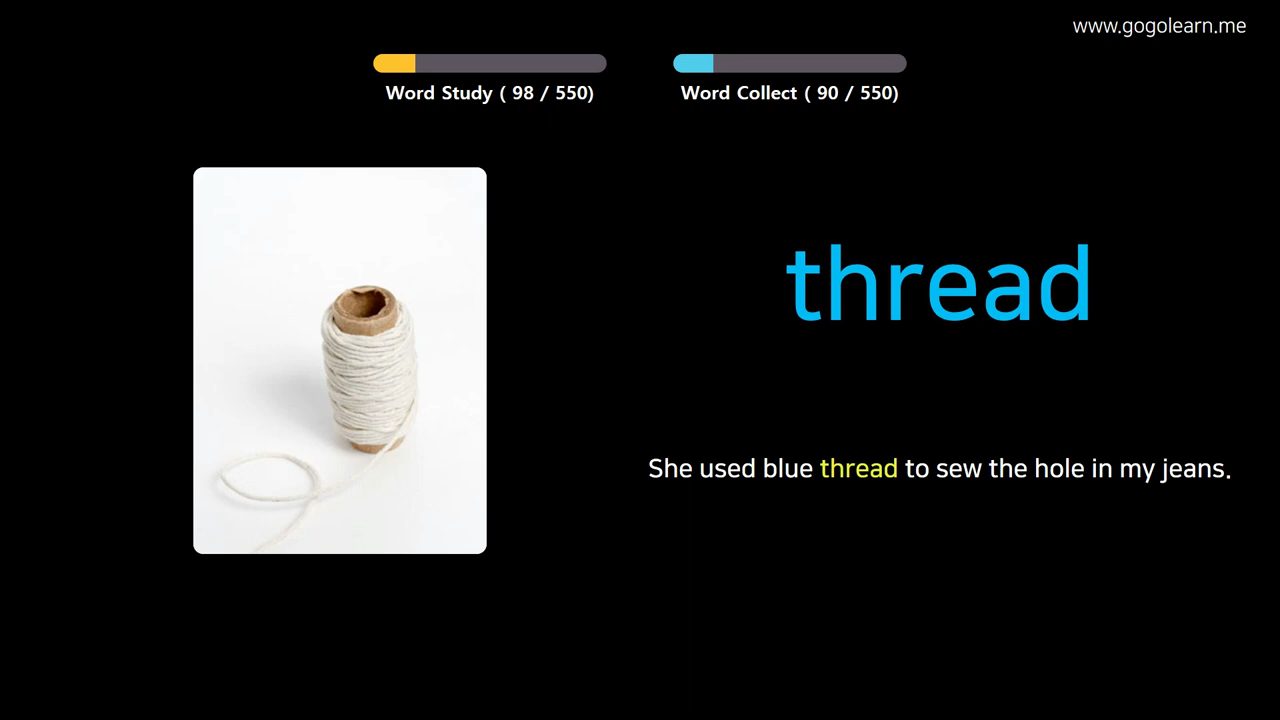 www.gogolearn.me
Word Study ( 98 / 550)
Word Collect ( 90 / 550)
thread
She used blue thread to sew the hole in my jeans.